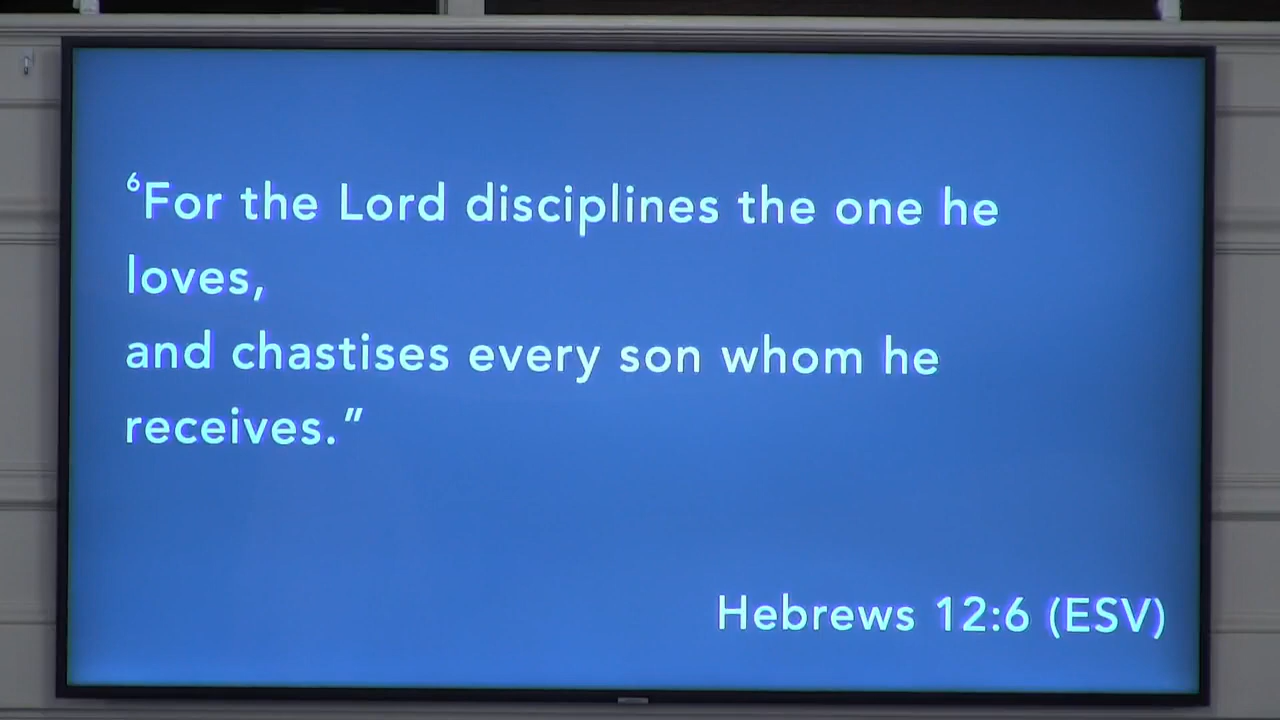 ⁶For the Lord disciplines the one he
loves,
and chastises every son whom he
receives.”
Hebrews 12:6 (ESV)